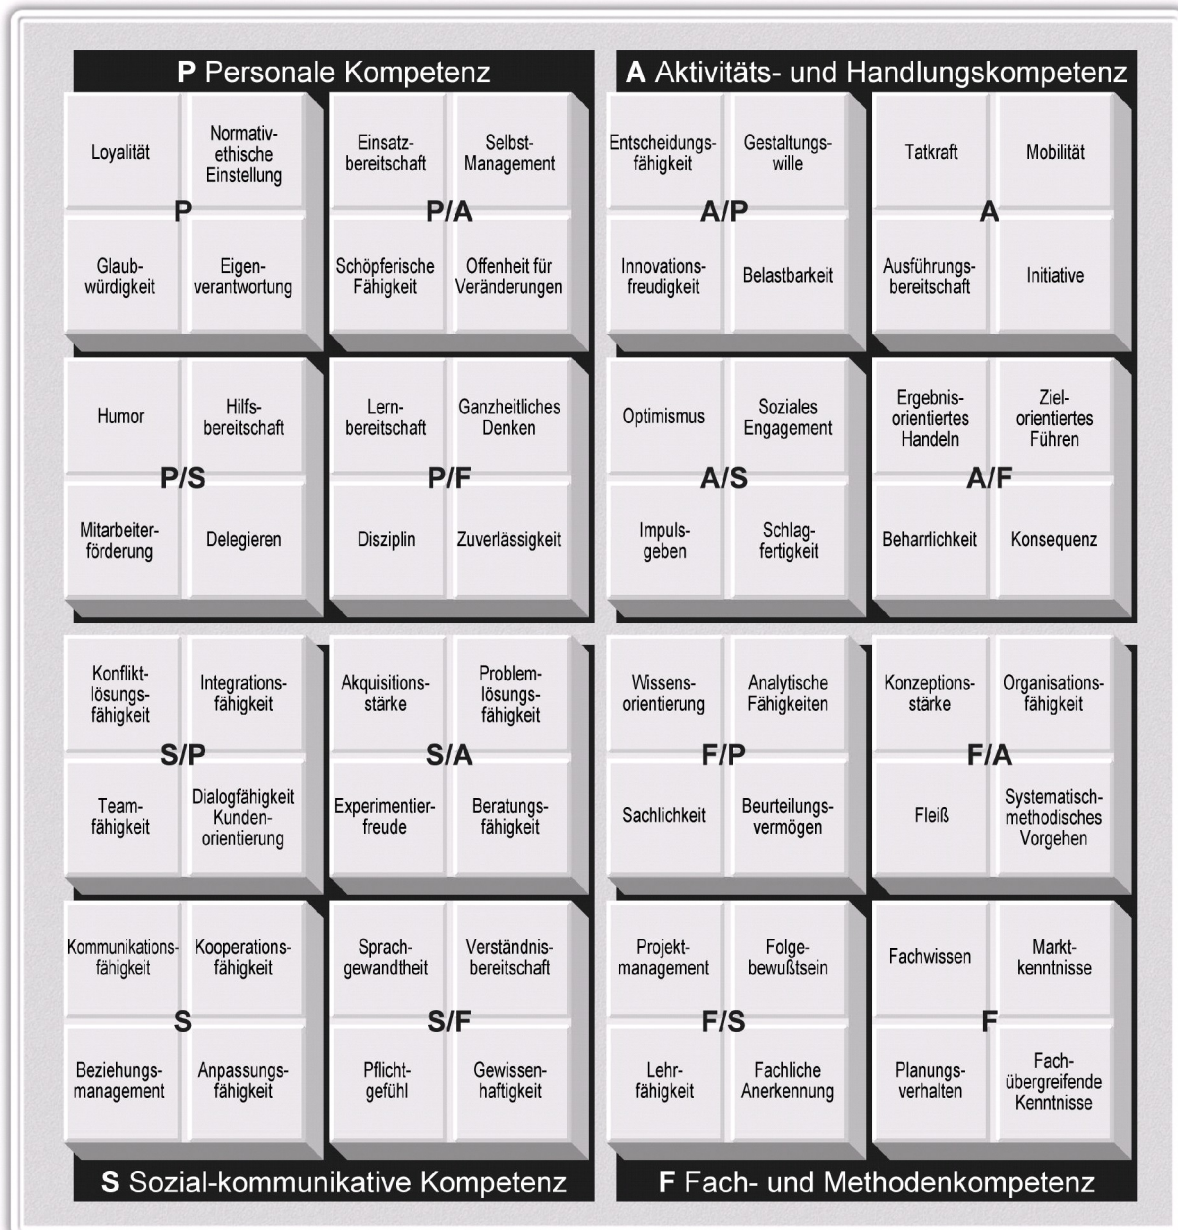 P Personale Kompetenz
Loyalität
Normativ-
ethische
Einstellung
P
Glaub-
würdigkeit
Eigen-
verantwortung
Einsatz-
bereitschaft
Selbst-
Management
P/A
Schöpferische
Fähigkeit
Offenheit für
Veränderungen
Humor
Hilfs-
bereitschaft
P/S
Mitarbeiter-
förderung
Delegieren
Lern-
bereitschaft
Ganzheitliches
Denken
P/F
Disziplin
Zuverlässigkeit
A Aktivitäts- und Handlungskompetenz
Entscheidungs-
fähigkeit
Gestaltungs-
wille
A/P
Innovations-
freudigkeit
Belastbarkeit
Tatkraft
Mobilität
A
Ausführungs-
bereitschaft
Initiative
Optimismus
Soziales
Engagement
A/S
Impuls-
geben
Schlag-
fertigkeit
Ergebnis-
orientiertes
Handeln
Ziel-
orientiertes
Führen
A/F
Beharrlichkeit
Konsequenz
Konflikt-
lösungs-
fähigkeit
Integrations-
fähigkeit
S/P
Team-
fähigkeit
Dialogfähigkeit
Kunden-
orientierung
Akquisitions-
stärke
Problem-
lösungs-
fähigkeit
S/A
Experimentier-
freude
Beratungs-
fähigkeit
Kommunikations-
fähigkeit
Kooperations-
fähigkeit
S
Beziehungs-
management
Anpassungs-
fähigkeit
Sprach-
gewandtheit
Verständnis-
bereitschaft
S/F
Pflicht-
gefühl
Gewissen-
haftigkeit
S Sozial-kommunikative Kompetenz
Wissens-
orientierung
Analytische
Fähigkeiten
F/P
Sachlichkeit
Beurteilungs-
vermögen
Konzeptions-
stärke
Organisations-
fähigkeit
F/A
Fleiß
Systematisch-
methodisches
Vorgehen
Projekt-
management
Folge-
bewußtsein
F/S
Lehr-
fähigkeit
Fachliche
Anerkennung
Fachwissen
Markt-
kenntnisse
F
Planungs-
verhalten
Fach-
übergreifende
Kenntnisse
F Fach- und Methodenkompetenz